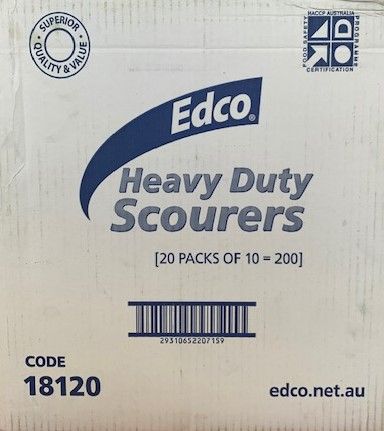 SUPERIOR
QUALITY & VALUE
HACCP AUSTRALIA
FOOD SAFETY
PROGRAMME
CERTIFICATION
Edco®
Heavy Duty
Scourers
[20 PACKS OF 10 = 200]
29310652207159
CODE
18120
edco.net.au